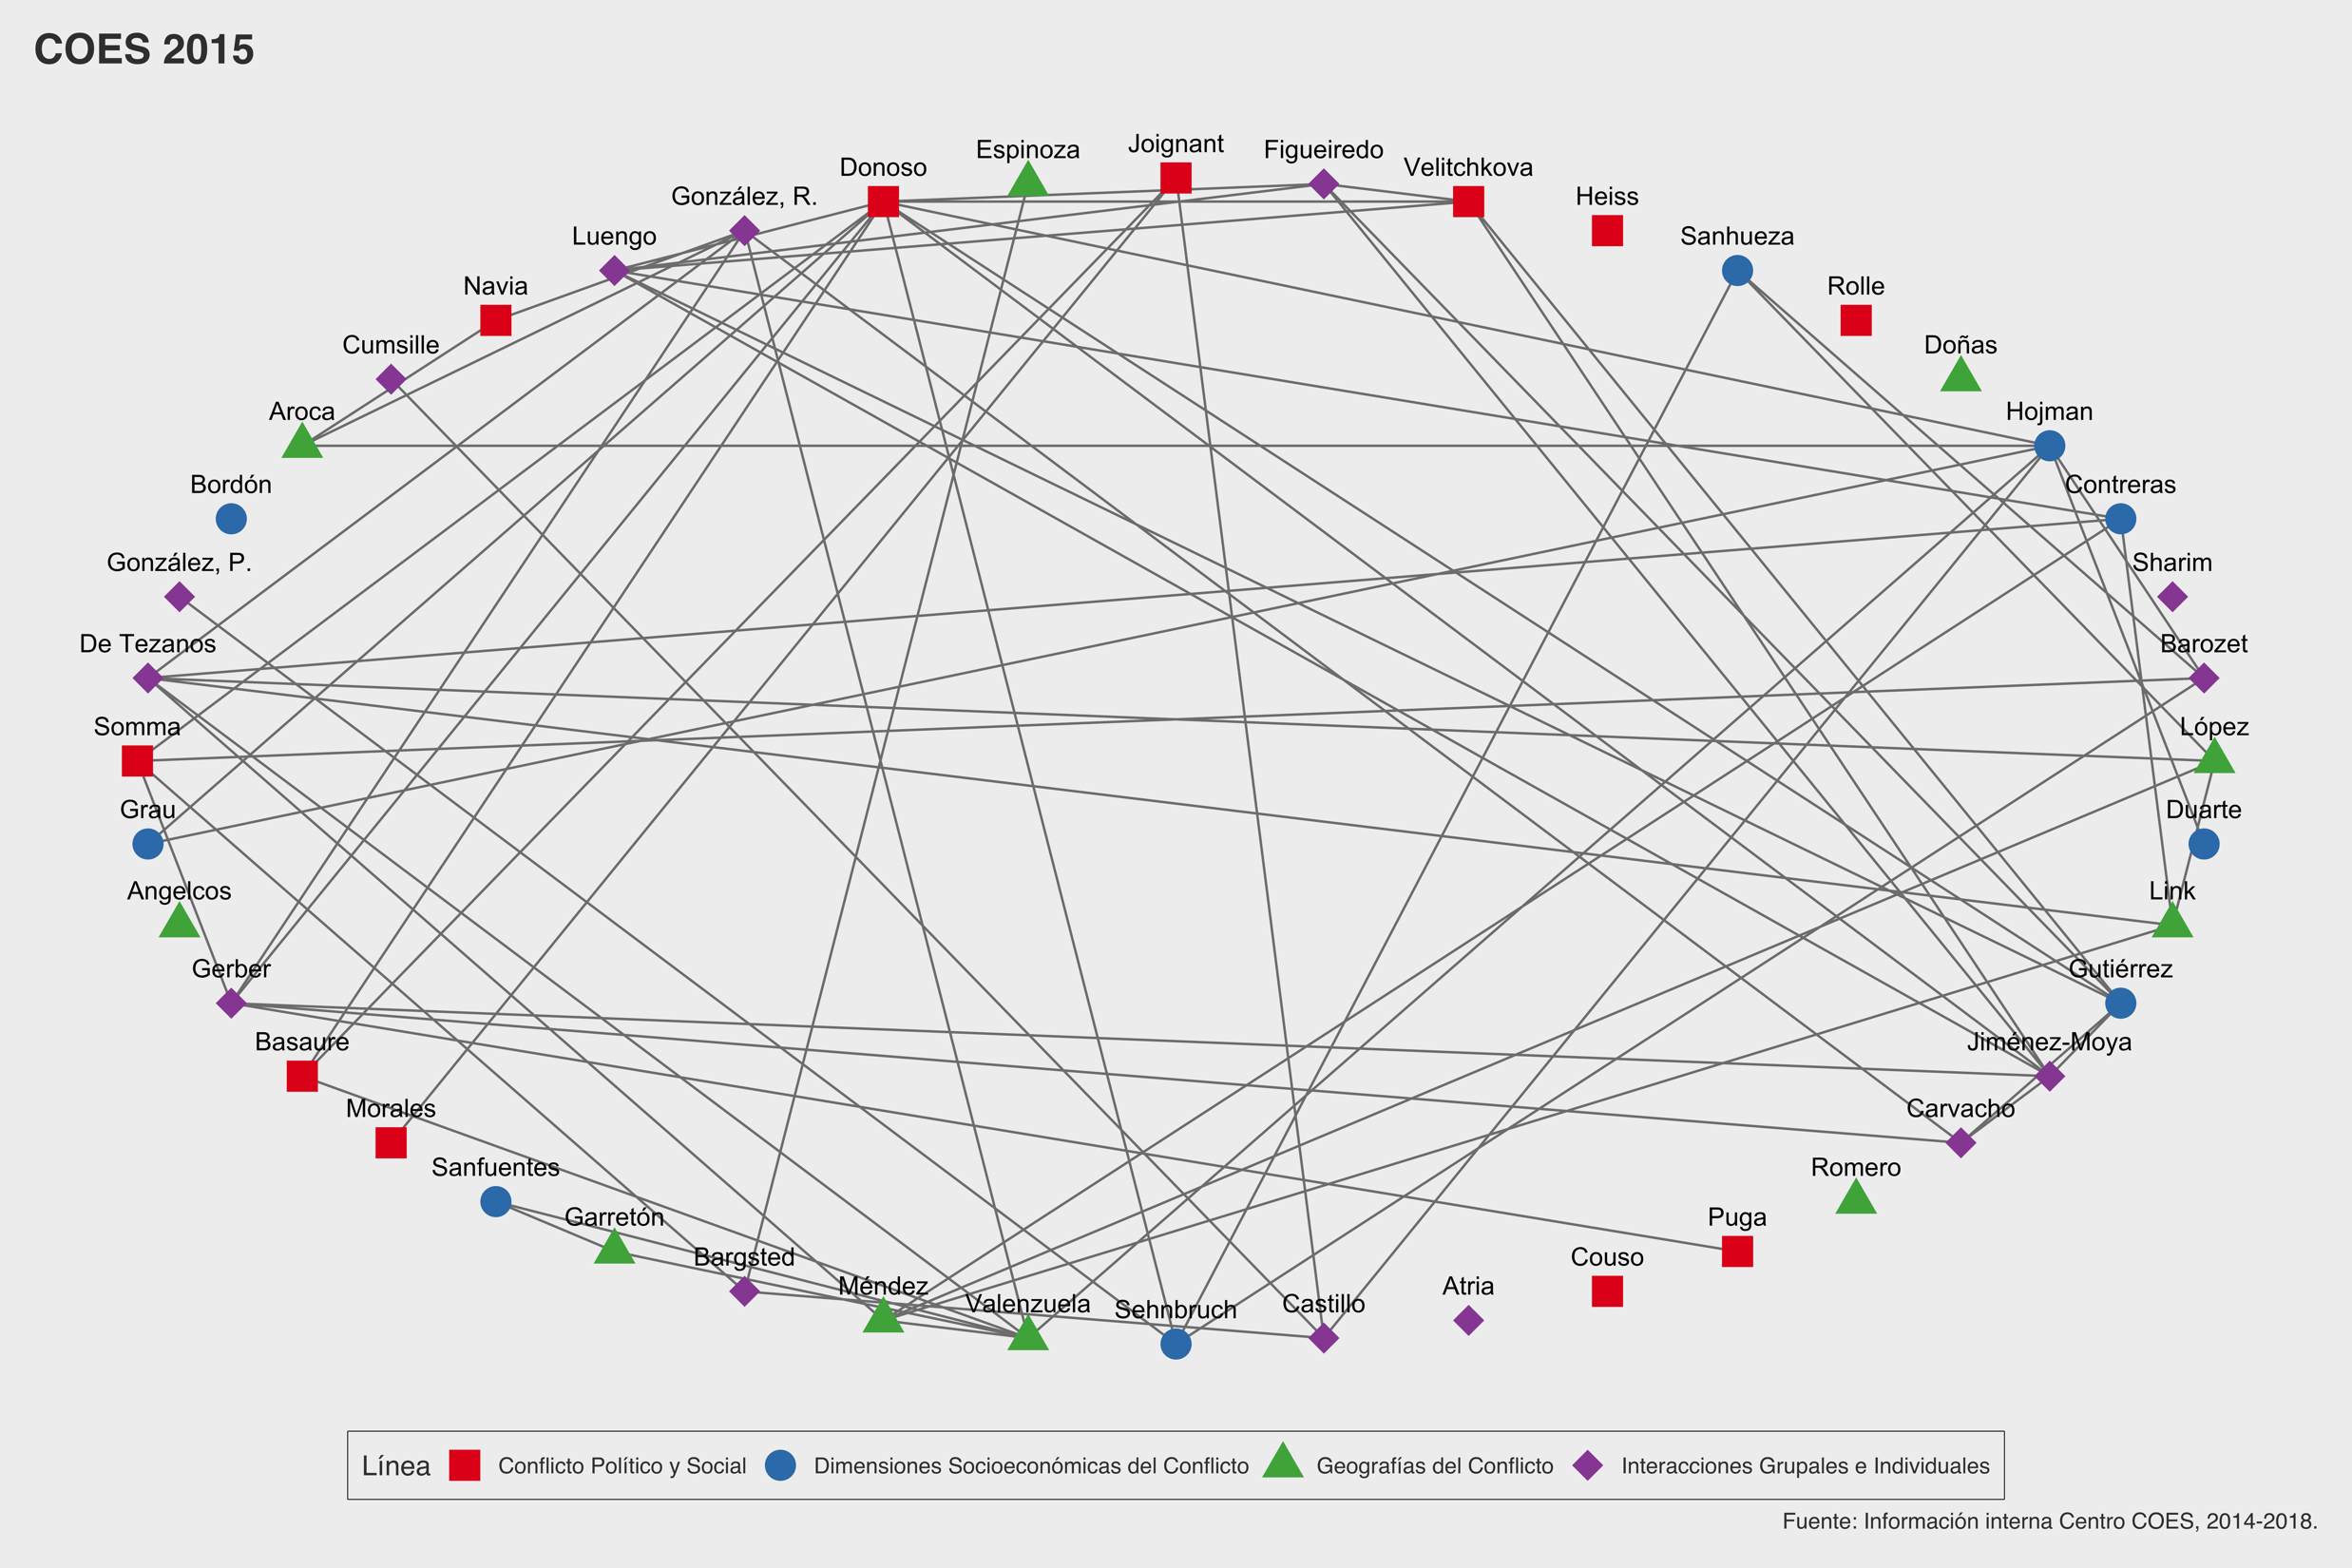 COES 2015
Joignant
Espinoza
Figueiredo
Donoso
Velitchkova
González, R.
Heiss
Luengo
Sanhueza
Navia
Rolle
Cumsille
Doñas
Aroca
Hojman
Bordón
Contreras
González, P.
Sharim
De Tezanos
Barozet
Somma
López
Grau
Duarte
Angelcos
Link
Gerber
Gutiérrez
Basaure
Jiménez-Moya
Morales
Carvacho
Sanfuentes
Romero
Garretón
Puga
Bargsted
Couso
Méndez
Atria
Valenzuela
Castillo
Sehnbruch
Línea Conflicto Político y Social Dimensiones Socioeconómicas del Conflicto Geografías del Conflicto Interacciones Grupales e Individuales
Fuente: Información interna Centro COES, 2014-2018.